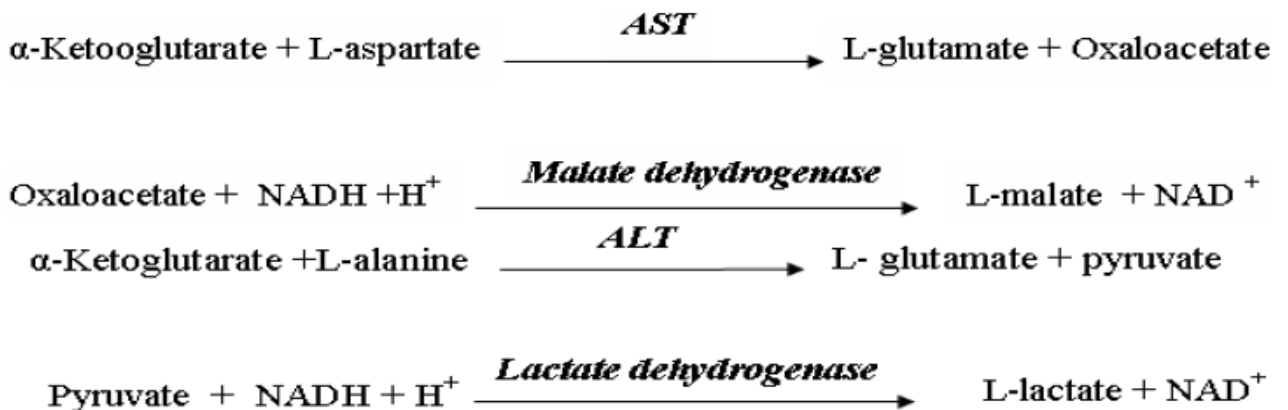 AST
α-Ketooglutarate + L-aspartate L-glutamate + Oxaloacetate
Malate dehydrogenase
Oxaloacetate + NADH +H⁺ L-malate + NAD ⁺
ALT
α-Ketoglutarate +L-alanine L- glutamate + pyruvate
Lactate dehydrogenase
Pyruvate + NADH + H⁺ L-lactate + NAD⁺